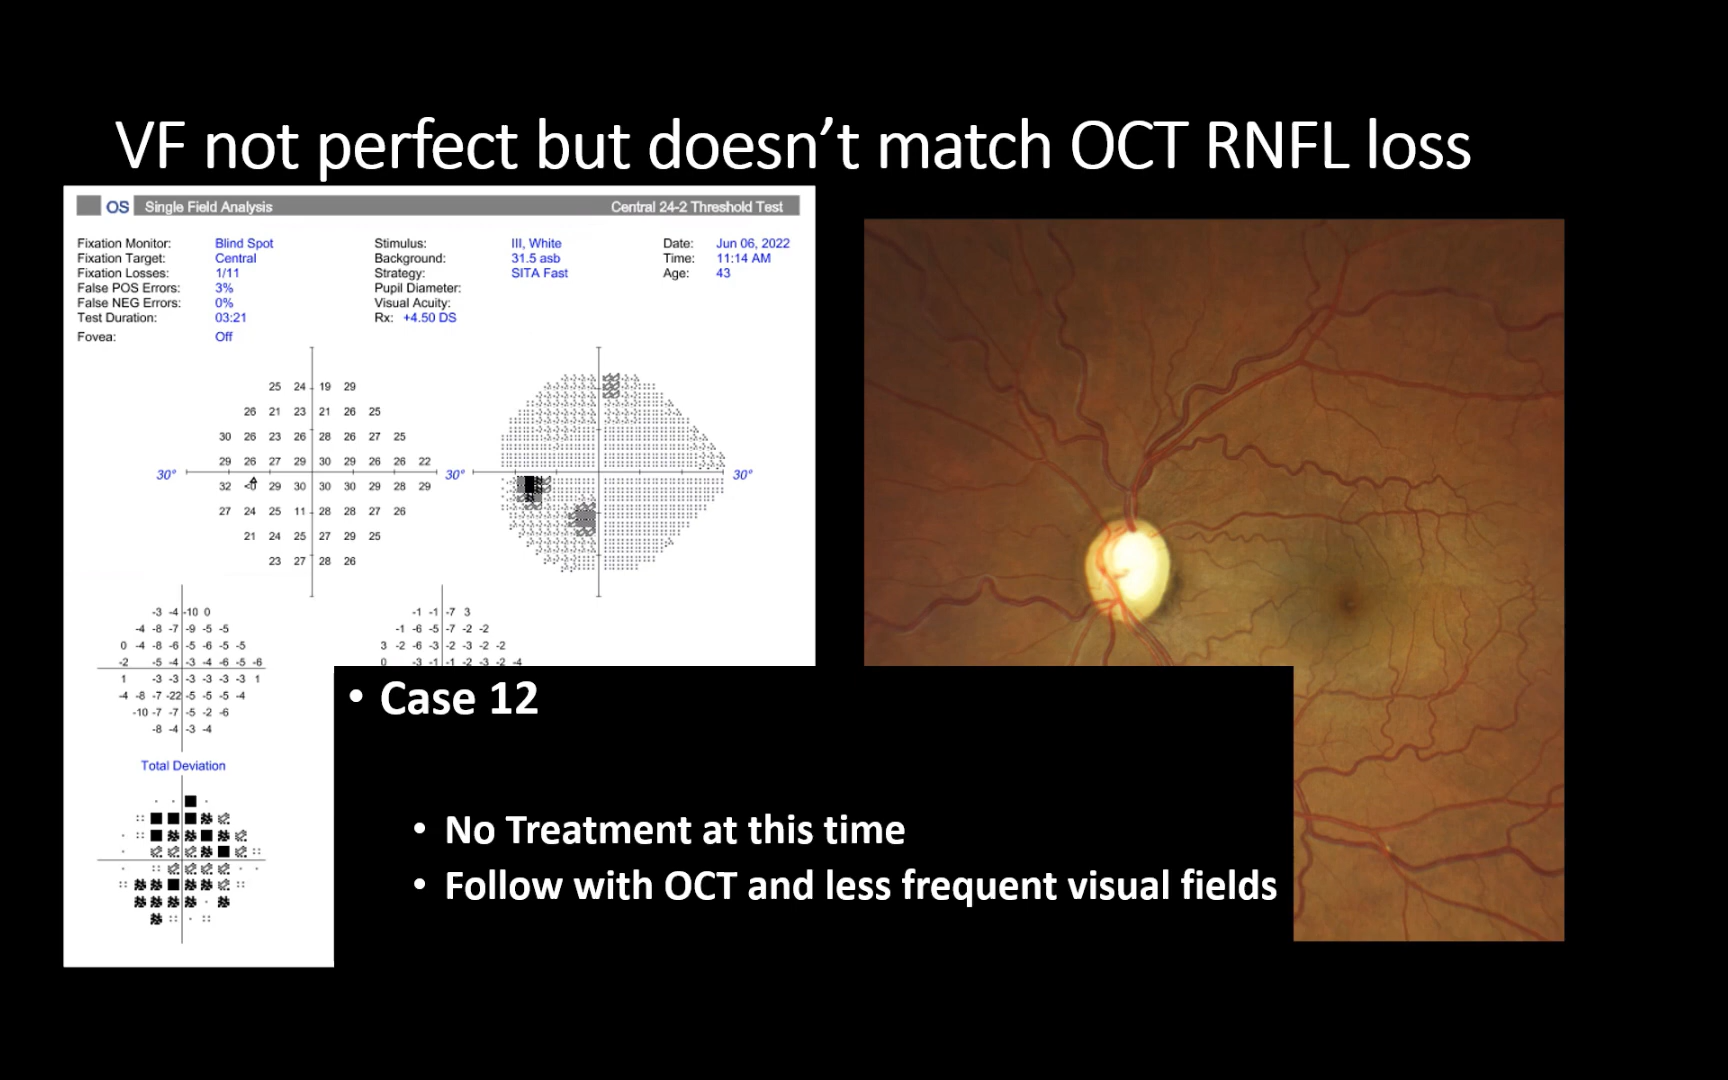 VF not perfect but doesn’t match OCT RNFL loss
OS Single Field Analysis Central 24-2 Threshold Test
Fixation Monitor: Blind Spot Stimulus: III, White Date: Jun 06, 2022
Fixation Target: Central Background: 31.5 asb Time: 11:14 AM
Fixation Losses: 1/11 Strategy: SITA Fast Age: 43
False POS Errors: 3% Pupil Diameter:
False NEG Errors: 0% Visual Acuity:
Test Duration: 03:21 Rx: +4.50 DS
Fovea: Off
25 24 19 29
26 21 23 21 26 25
30 26 23 26 28 26 27 25
29 26 27 29 30 29 26 26 22
30° 30° 30°
32 <0 29 30 30 30 29 28 29
27 24 25 11 28 28 27 26
21 24 25 27 29 25
23 27 28 26
-3 -4 -10 0 -1 -1 -7 3
-4 -8 -7 -9 -5 -5 -1 -6 -5 -7 -2 -2
0 -4 -8 -6 -5 -6 -5 -5 3 -2 -6 -3 -2 -3 -2 -2
-2 -5 -4 -3 -4 -6 -5 -6 0 -3 -1 -1 -2 -3 -2 -4
1 -3 -3 -3 -3 -3 -3 1
-4 -8 -7 -22 -5 -5 -5 -4
-10 -7 -7 -5 -2 -6
-8 -4 -3 -4
Total Deviation
• Case 12
• No Treatment at this time
• Follow with OCT and less frequent visual fields